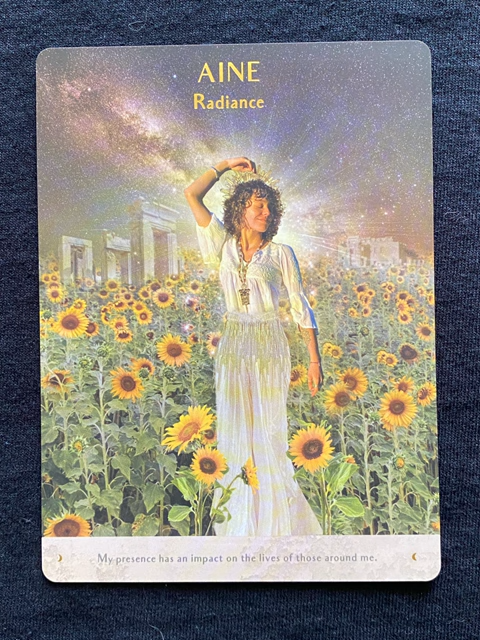 AINE
Radiance
My presence has an impact on the lives of those around me.